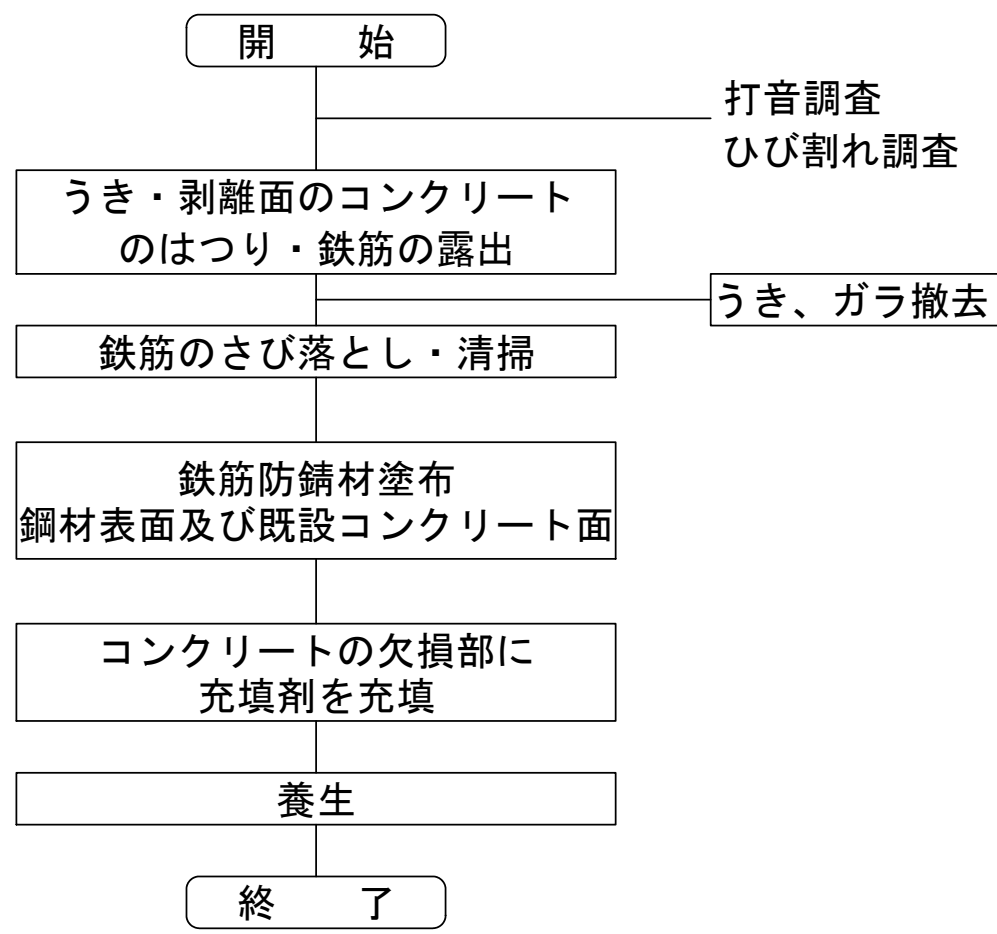 開　始
打音調査
ひび割れ調査
うき・剥離面のコンクリート
のはつり・鉄筋の露出
うき、ガラ撤去
鉄筋のさび落とし・清掃
鉄筋防錆材塗布
鋼材表面及び既設コンクリート面
コンクリートの欠損部に
充填剤を充填
養生
終　了